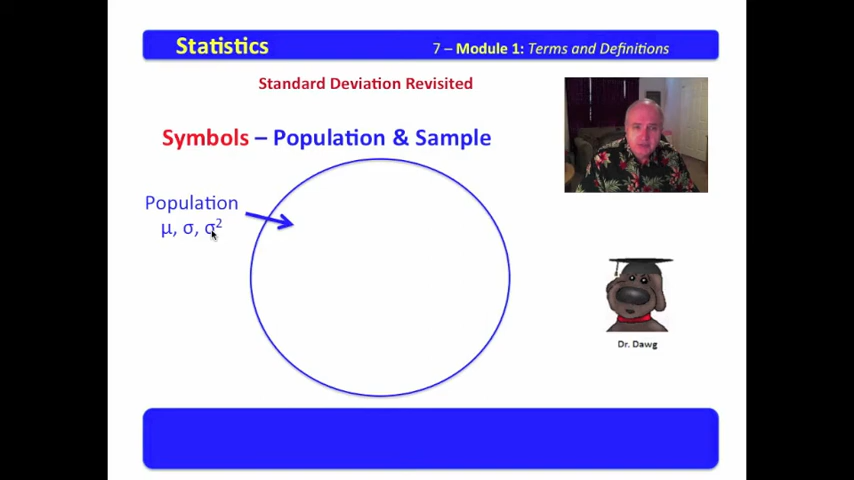 Statistics
7 – Module 1: Terms and Definitions
Standard Deviation Revisited
Symbols – Population & Sample
Population
μ, σ, σ²
Dr. Dawg